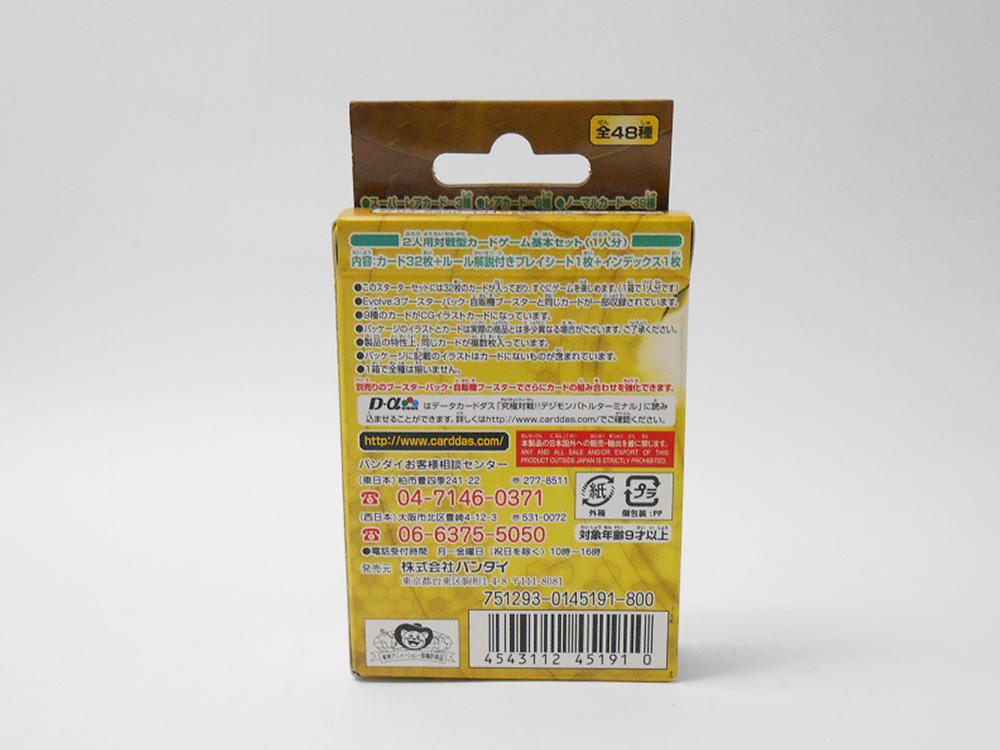 全48種
●スーパーレアカード…3種 ●レアカード…6種 ●ノーマルカード…39種
2人用対戦型カードゲーム基本セット(1人分)
内容:カード32枚+ルール解説付きプレイシート1枚+インデックス1枚
●このスターターセットには32枚のカードが入っており、すぐにゲームを楽しめます。(1箱で1人分です)
●Evolve.3ブースターパック・自販機ブースターと同じカードが一部収録されています。
●9種のカードがCGイラストカードになっています。
●パッケージのイラストとカードは実際の商品とは多少異なる場合がございます。ご了承ください。
●製品の特性上、同じカードが複数枚入っています。
●パッケージに記載のイラストはカードにないものが含まれています。
●1箱で全種は揃いません。
別売りのブースターパック・自販機ブースターでさらにカードの組み合わせを強化できます。
D-αはデータカードダス「究極対戦!!デジモンバトルターミナル」に読み
込ませることができます。詳しくはhttp://www.carddas.com/でご確認ください。
http://www.carddas.com/
本製品の日本国外への販売・輸出を厳に禁じます。
ANY AND ALL SALE AND/OR EXPORT OF THIS
PRODUCT OUTSIDE JAPAN IS STRICTLY PROHIBITED.
バンダイお客様相談センター
(東日本) 柏市豊四季241-22 〒277-8511
04-7146-0371
(西日本) 大阪市北区豊崎4-12-3 〒531-0072
06-6375-5050
●電話受付時間 月〜金曜日(祝日を除く)10時〜16時
紙
外箱
プラ
個包装:PP
対象年齢9才以上
発売元 株式会社バンダイ
東京都台東区駒形1-4-8 〒111-8081
751293-0145191-800
東映アニメーション・版権許諾証
4543112 45191 0